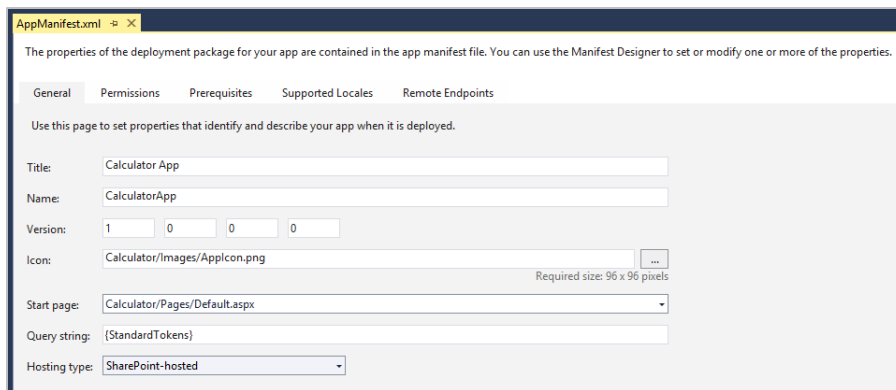 AppManifest.xml
The properties of the deployment package for your app are contained in the app manifest file. You can use the Manifest Designer to set or modify one or more of the properties.
General Permissions Prerequisites Supported Locales Remote Endpoints
Use this page to set properties that identify and describe your app when it is deployed.
Title: Calculator App
Name: CalculatorApp
Version: 1 0 0 0
Icon: Calculator/Images/AppIcon.png ...
Required size: 96 x 96 pixels
Start page: Calculator/Pages/Default.aspx
Query string: {StandardTokens}
Hosting type: SharePoint-hosted